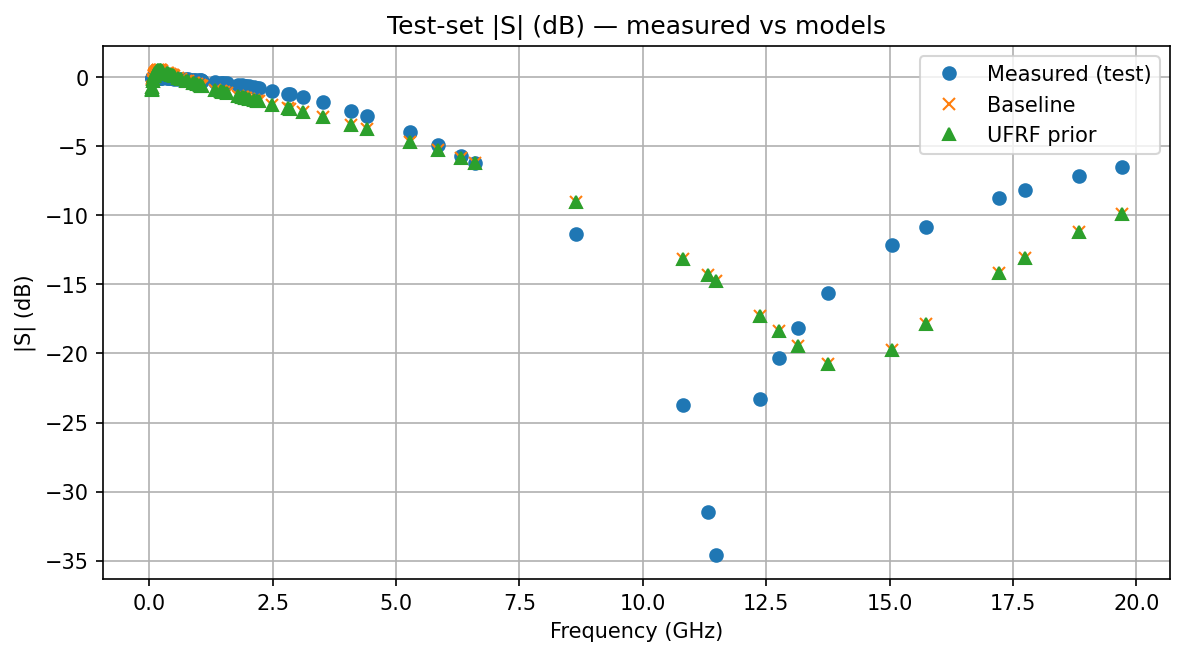 Test-set |S| (dB) — measured vs models
Measured (test)
Baseline
UFRF prior
|S| (dB)
0
−5
−10
−15
−20
−25
−30
−35
0.0 2.5 5.0 7.5 10.0 12.5 15.0 17.5 20.0
Frequency (GHz)